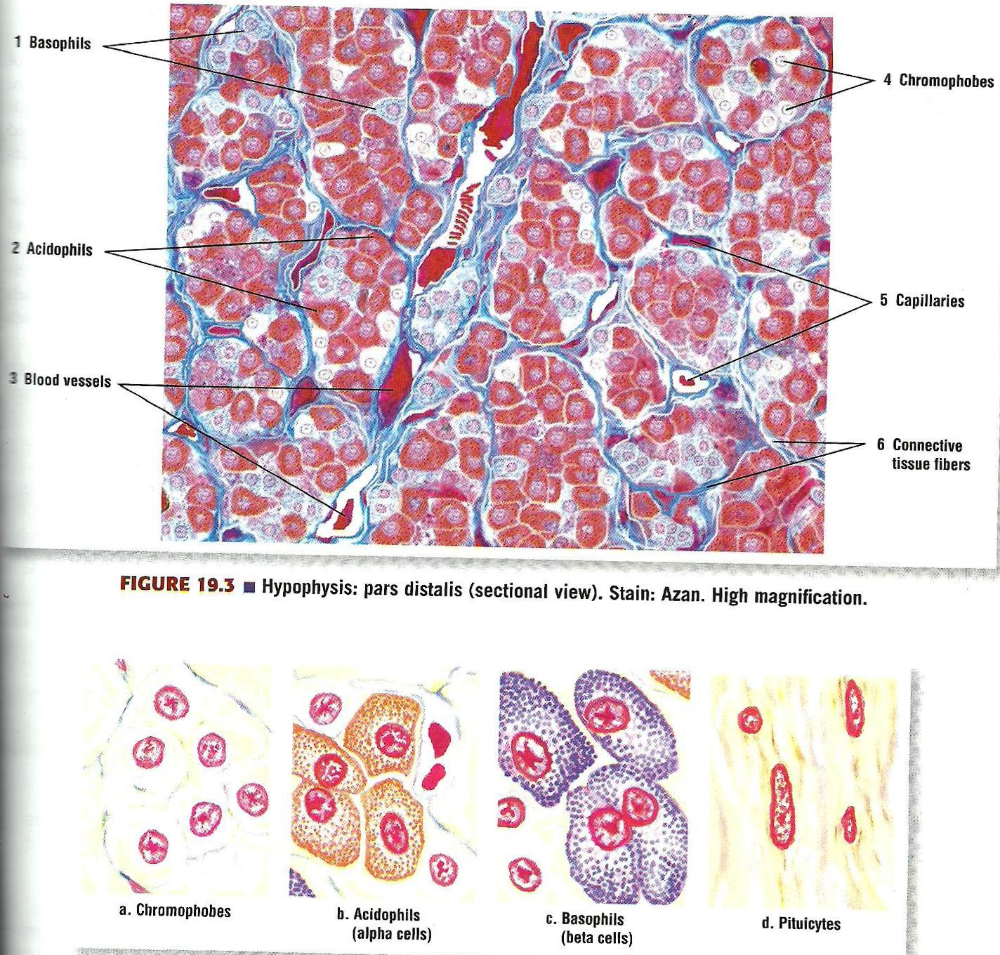 1 Basophils
4 Chromophobes
2 Acidophils
5 Capillaries
3 Blood vessels
6 Connective
tissue fibers
FIGURE 19.3 ■ Hypophysis: pars distalis (sectional view). Stain: Azan. High magnification.
a. Chromophobes
b. Acidophils
(alpha cells)
c. Basophils
(beta cells)
d. Pituicytes